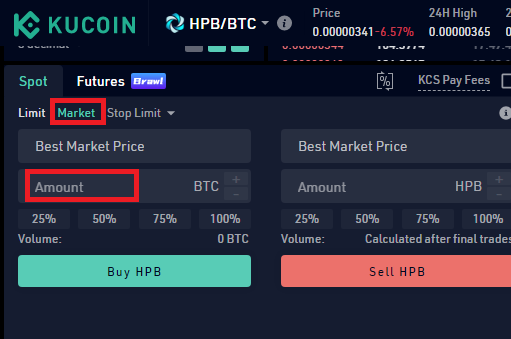 KUCOIN HPB/BTC Price 24H High
0.00000341 -6.57% 0.00000365
Spot Futures Brawl KCS Pay Fees
Limit Market Stop Limit
Best Market Price Best Market Price
Amount BTC Amount HPB
25% 50% 75% 100% 25% 50% 75% 100%
Volume: 0 BTC Volume: Calculated after final trades
Buy HPB Sell HPB